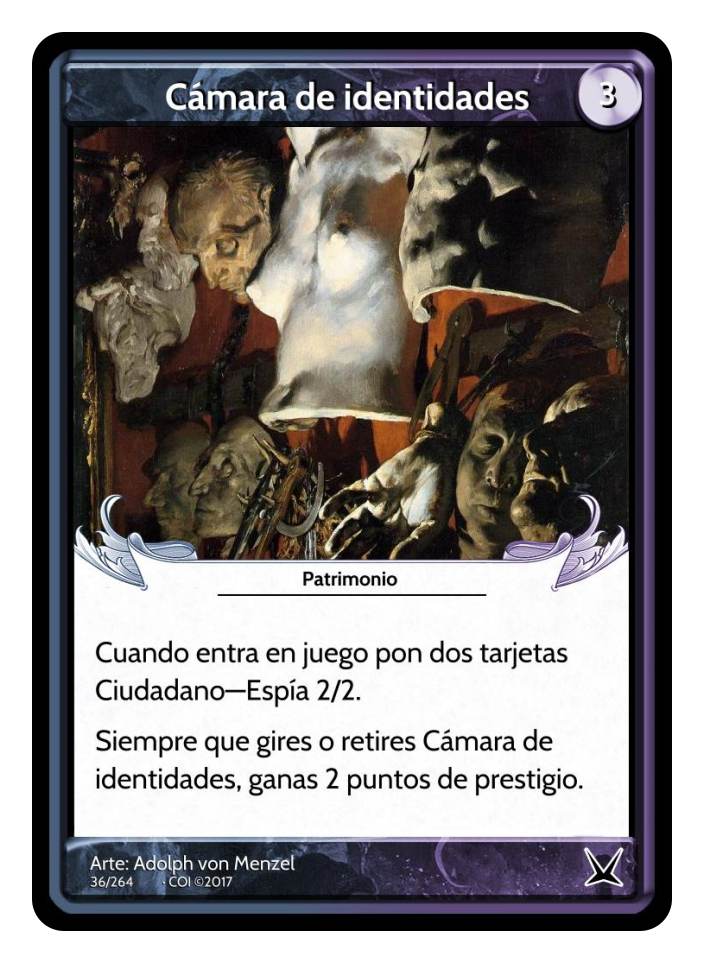 Cámara de identidades
3
Patrimonio
Cuando entra en juego pon dos tarjetas
Ciudadano—Espía 2/2.
Siempre que gires o retires Cámara de
identidades, ganas 2 puntos de prestigio.
Arte: Adolph von Menzel
36/264 · COI ©2017